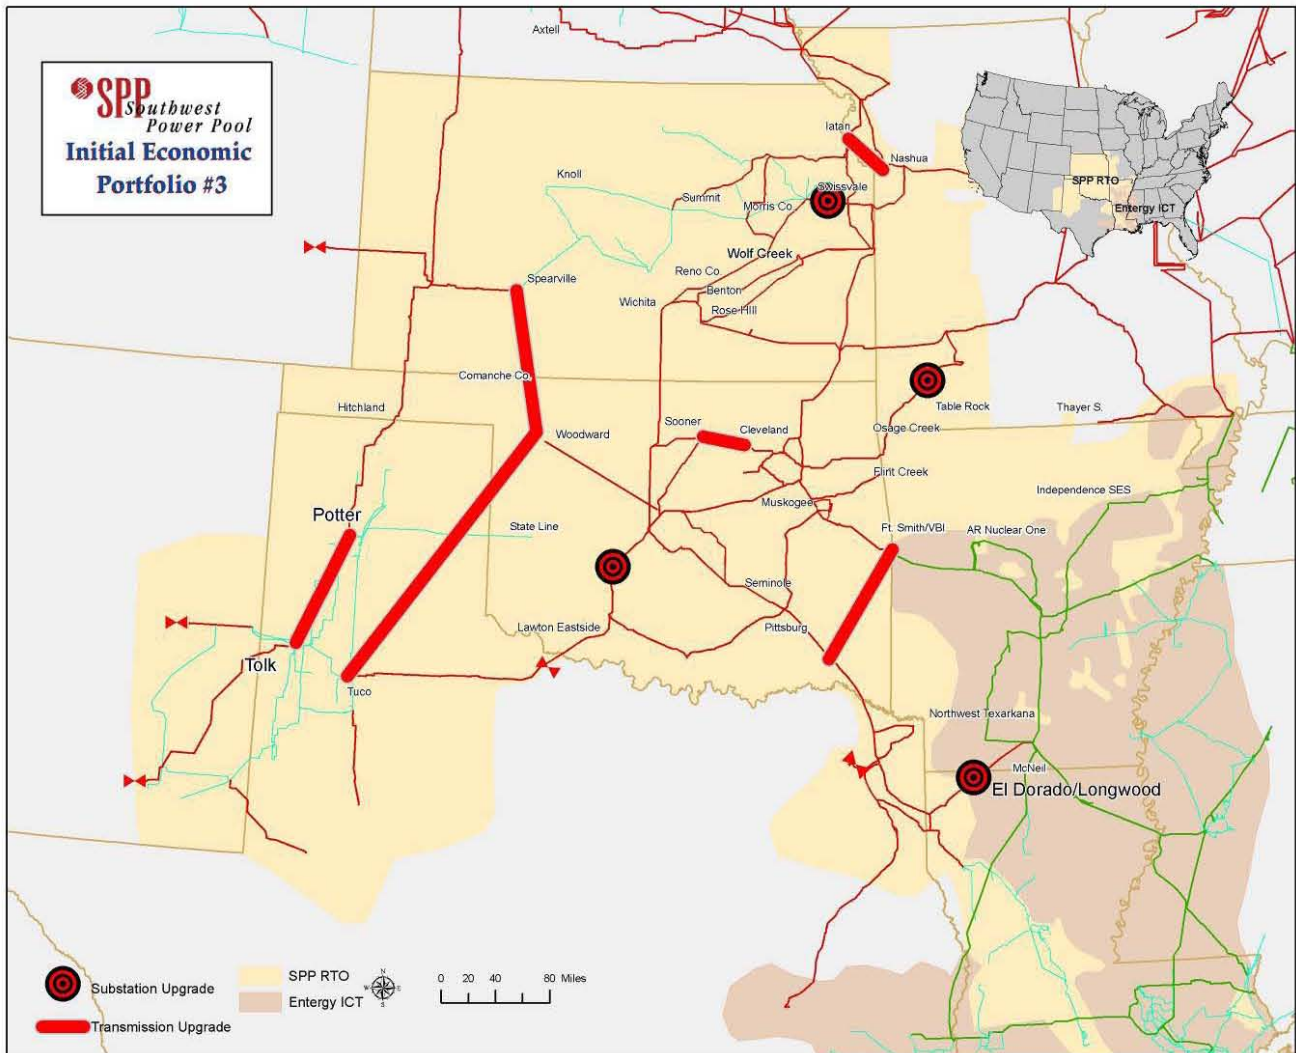 Axtell
SPP
Southwest
Power Pool
Initial Economic
Portfolio #3
Iatan
Nashua
Knoll
Swissvale
Summit
Morris Co.
SPP RTO
Entergy ICT
Wolf Creek
Reno Co.
Spearville
Benton
Wichita
Rose HIll
Comanche Co.
Hitchland
Table Rock
Thayer S.
Sooner
Cleveland
Osage Creek
Woodward
Flint Creek
Independence SES
Muskogee
Potter
State Line
Ft. Smith/VBI
AR Nuclear One
Seminole
Lawton Eastside
Pittsburg
Tolk
Tuco
Northwest Texarkana
McNeil
El Dorado/Longwood
Substation Upgrade
Transmission Upgrade
SPP RTO
Entergy ICT
N
W E
S
0 20 40 80 Miles